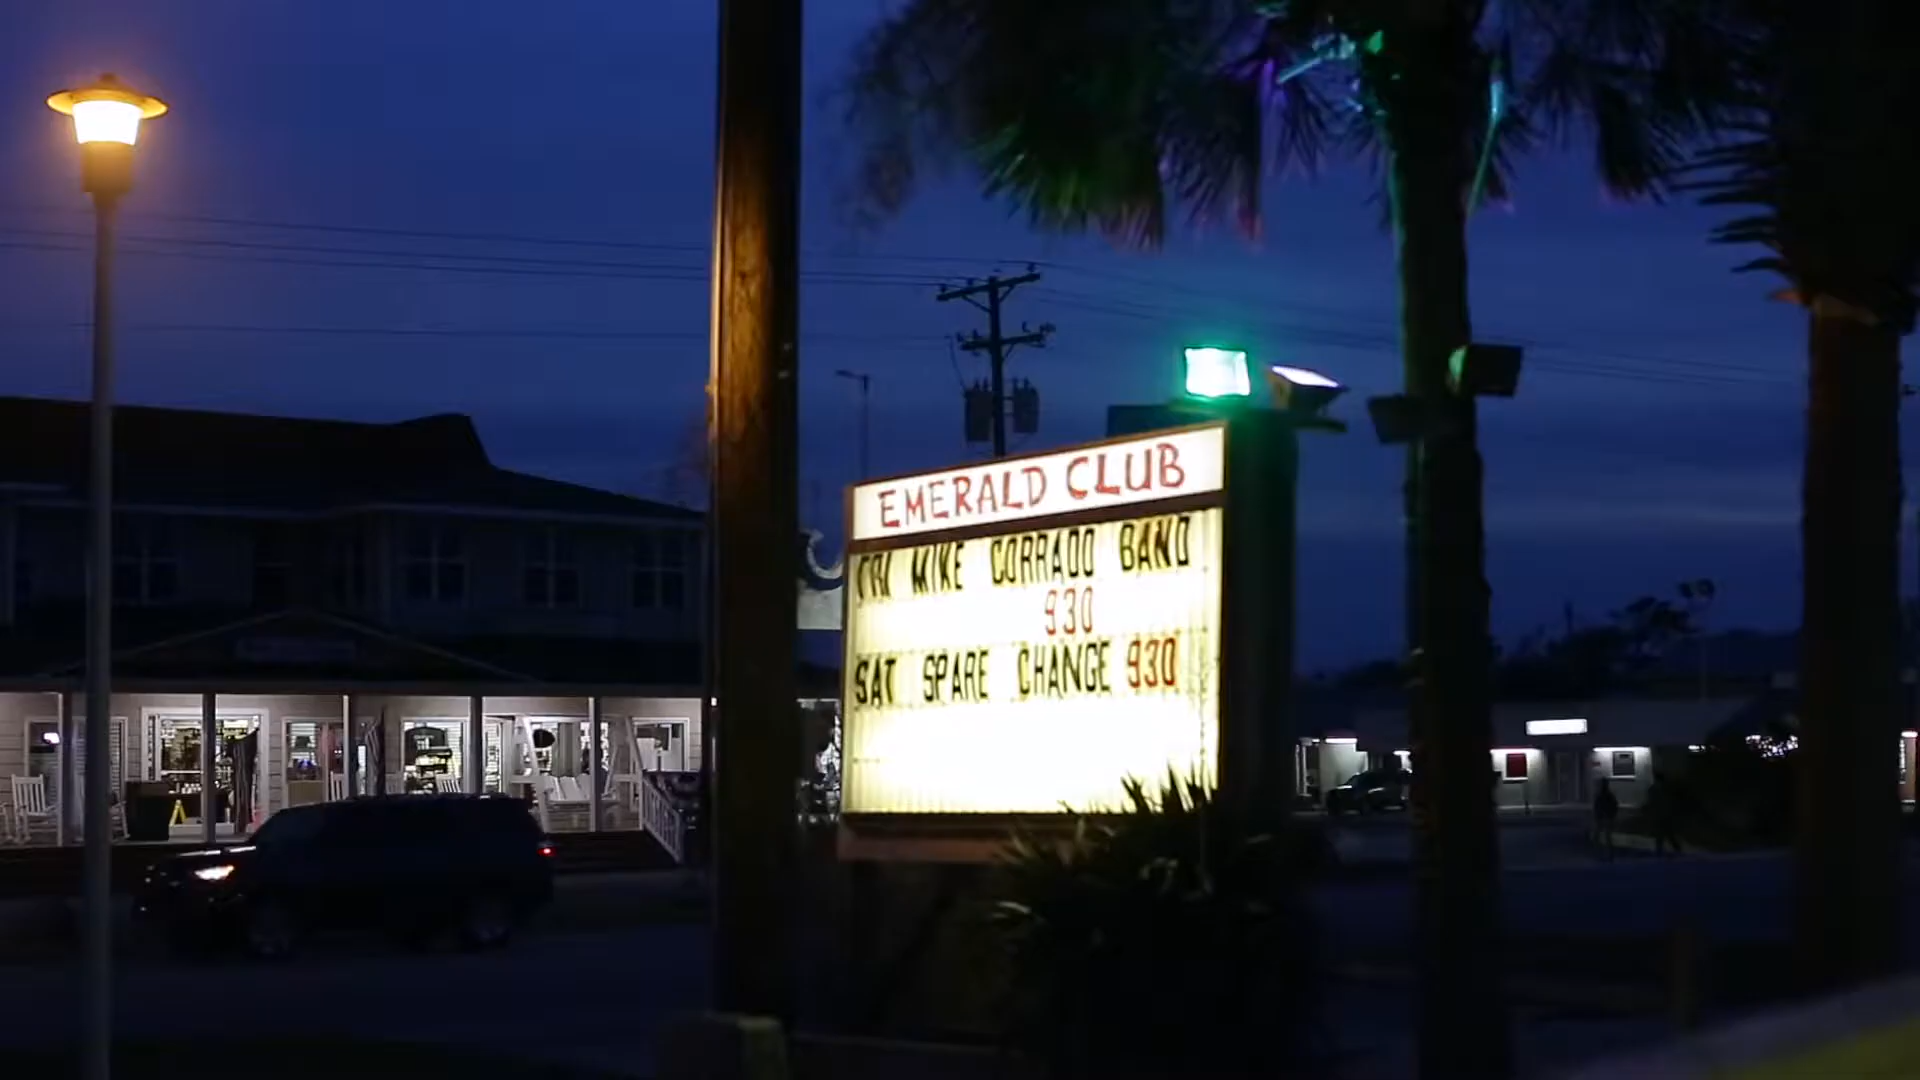 EMERALD CLUB
FRI MIKE CORRADO BAND
930
SAT SPARE CHANGE 930